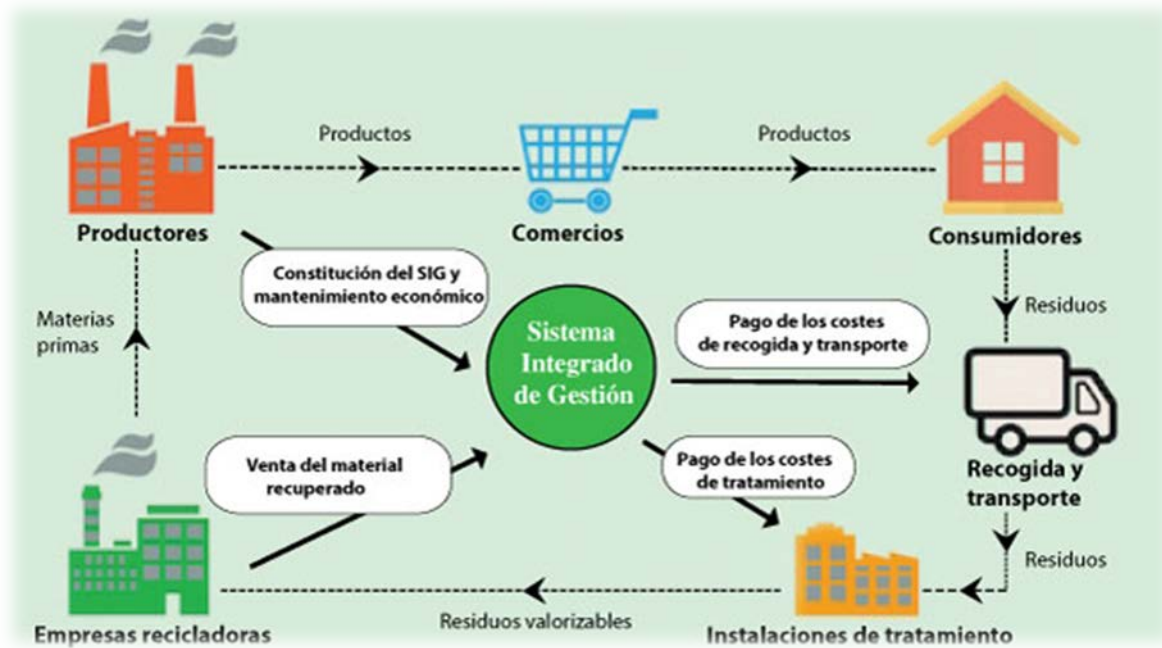 Productos
Productos
Productores
Comercios
Consumidores
Constitución del SIG y
mantenimiento económico
Materias
primas
Sistema
Integrado
de Gestión
Pago de los costes
de recogida y transporte
Residuos
Venta del material
recuperado
Pago de los costes
de tratamiento
Recogida y
transporte
Residuos
Residuos valorizables
Empresas recicladoras
Instalaciones de tratamiento